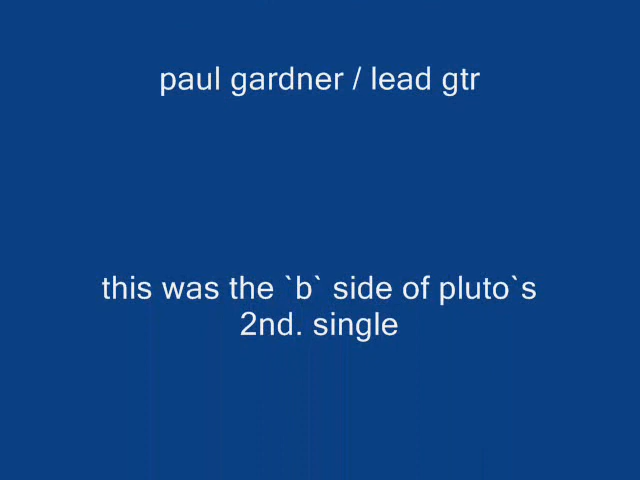 paul gardner / lead gtr
this was the `b` side of pluto`s
2nd. single